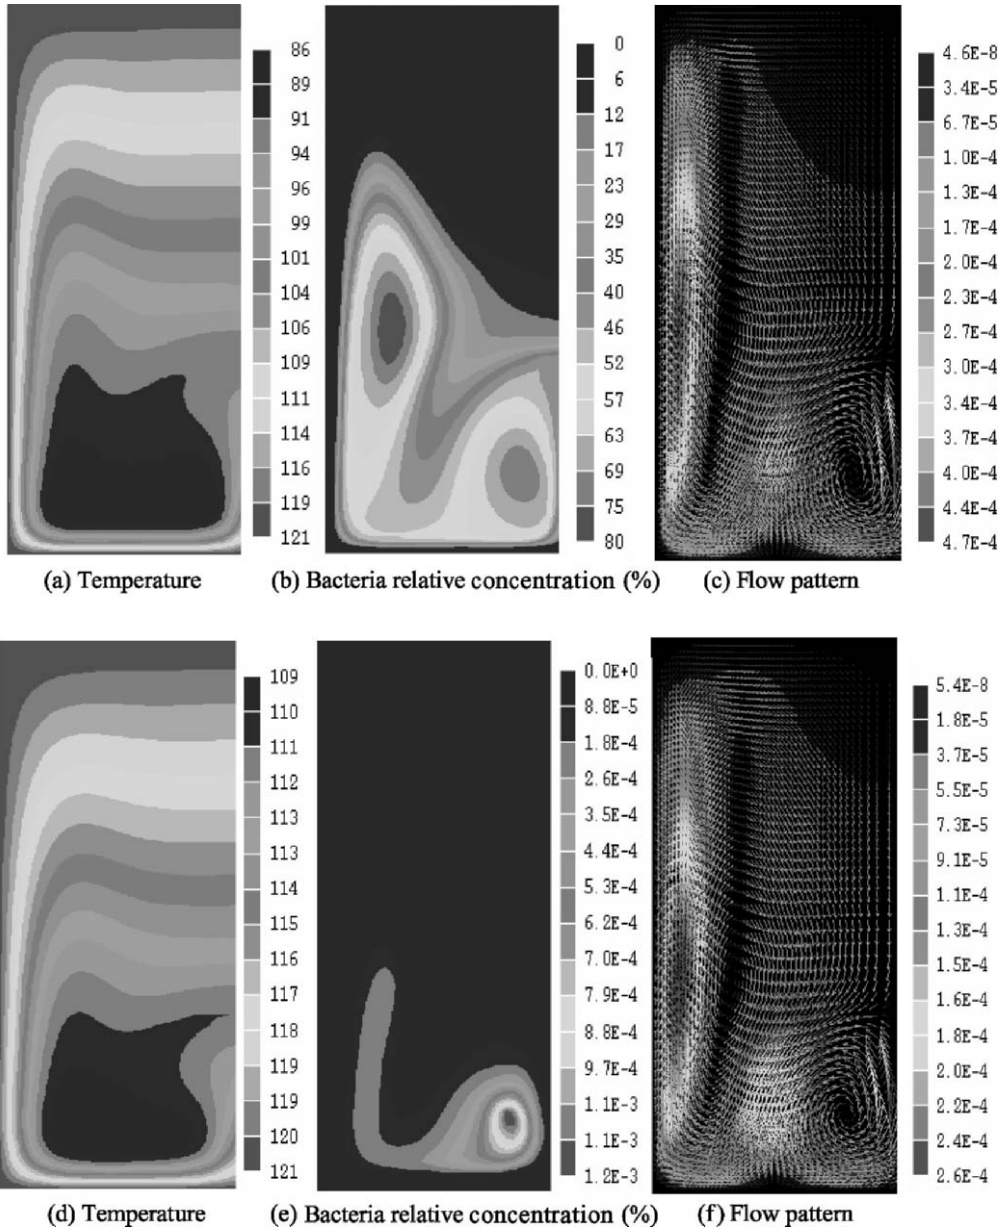 86
89
91
94
96
99
101
104
106
109
111
114
116
119
121
0
6
12
17
23
29
35
40
46
52
57
63
69
75
80
4.6E-8
3.4E-5
6.7E-5
1.0E-4
1.3E-4
1.7E-4
2.0E-4
2.3E-4
2.7E-4
3.0E-4
3.4E-4
3.7E-4
4.0E-4
4.4E-4
4.7E-4
(a) Temperature
(b) Bacteria relative concentration (%)
(c) Flow pattern
109
110
111
112
113
113
114
115
116
117
118
119
119
120
121
0.0E+0
8.8E-5
1.8E-4
2.6E-4
3.5E-4
4.4E-4
5.3E-4
6.2E-4
7.0E-4
7.9E-4
8.8E-4
9.7E-4
1.1E-3
1.1E-3
1.2E-3
5.4E-8
1.8E-5
3.7E-5
5.5E-5
7.3E-5
9.1E-5
1.1E-4
1.3E-4
1.5E-4
1.6E-4
1.8E-4
2.0E-4
2.2E-4
2.4E-4
2.6E-4
(d) Temperature
(e) Bacteria relative concentration (%)
(f) Flow pattern